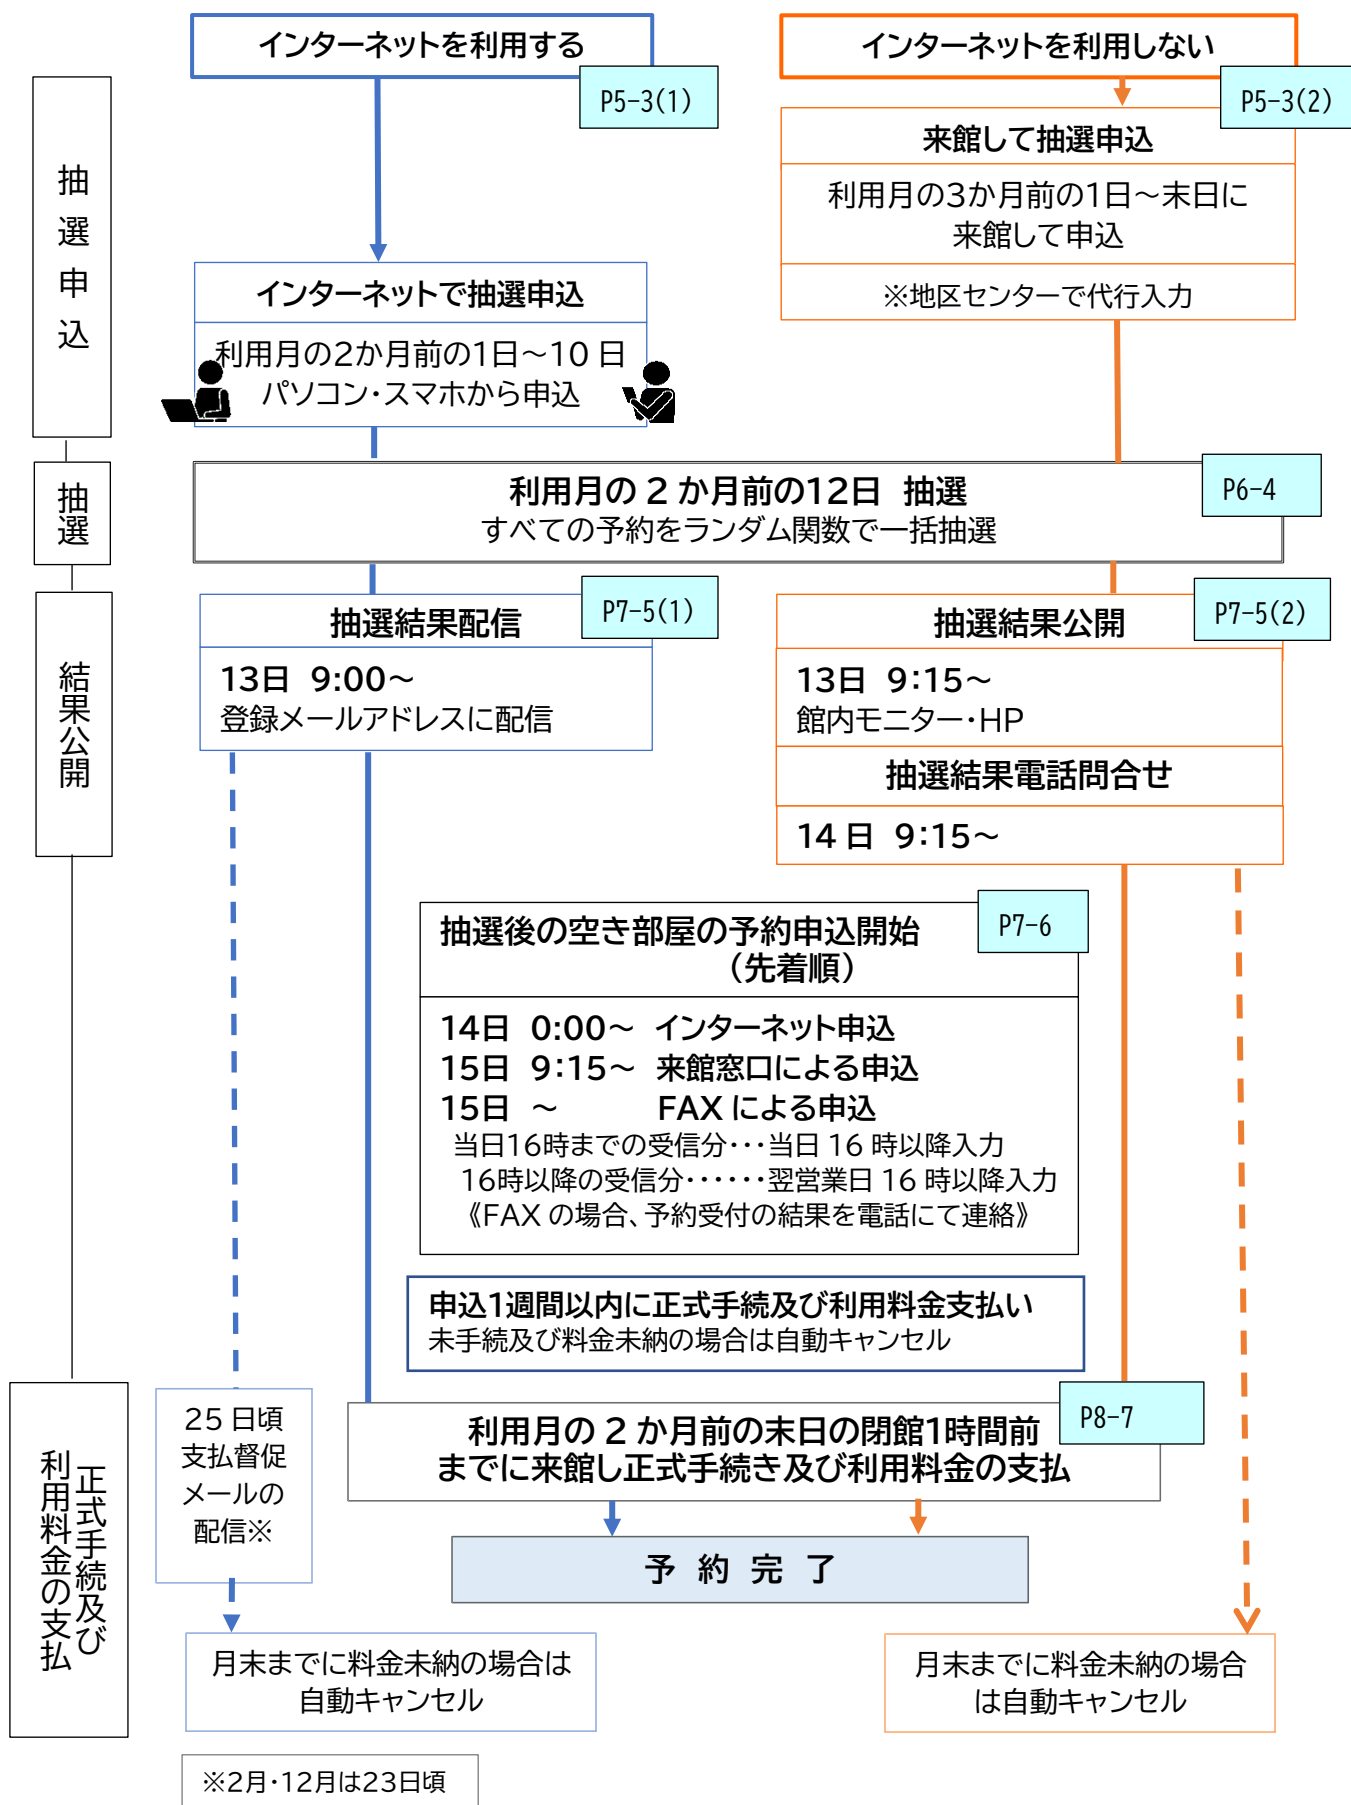 インターネットを利用する
P5-3(1)
インターネットを利用しない
P5-3(2)
抽選申込
来館して抽選申込
利用月の3か月前の1日～末日に
来館して申込
※地区センターで代行入力
インターネットで抽選申込
利用月の2か月前の1日～10日
パソコン・スマホから申込
抽選
利用月の2か月前の12日 抽選
すべての予約をランダム関数で一括抽選
P6-4
結果公開
抽選結果配信
P7-5(1)
13日 9:00～
登録メールアドレスに配信
抽選結果公開
P7-5(2)
13日 9:15～
館内モニター・HP
抽選結果電話問合せ
14日 9:15～
抽選後の空き部屋の予約申込開始
(先着順)
P7-6
14日 0:00～ インターネット申込
15日 9:15～ 来館窓口による申込
15日 ～ FAXによる申込
当日16時までの受信分･･･当日16時以降入力
16時以降の受信分･･････翌営業日16時以降入力
《FAXの場合、予約受付の結果を電話にて連絡》
申込1週間以内に正式手続及び利用料金支払い
未手続及び料金未納の場合は自動キャンセル
正式手続及び
利用料金の支払
25日頃
支払督促
メールの
配信※
利用月の2か月前の末日の閉館1時間前
までに来館し正式手続き及び利用料金の支払
P8-7
予約完了
月末までに料金未納の場合は
自動キャンセル
月末までに料金未納の場合
は自動キャンセル
※2月・12月は23日頃